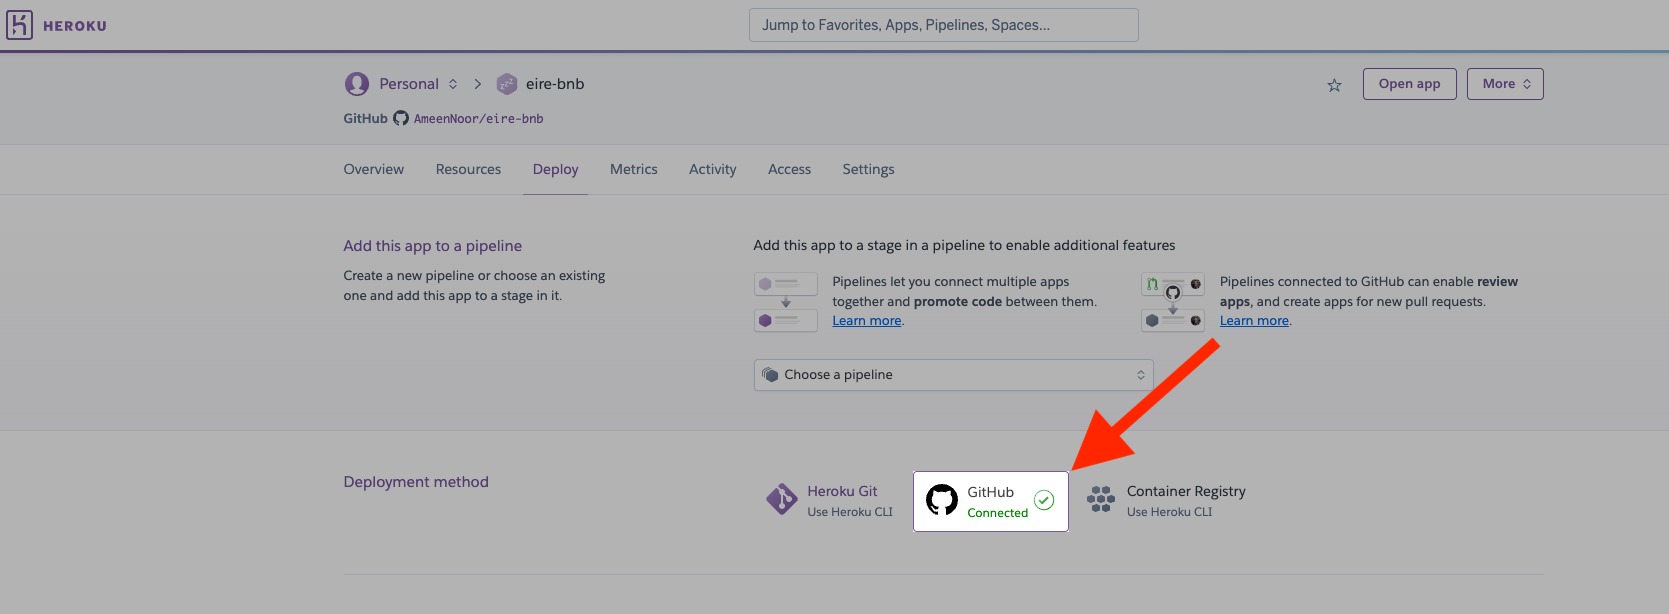 HEROKU
Jump to Favorites, Apps, Pipelines, Spaces...
Personal
eire-bnb
Open app
More
GitHub AmeenNoor/eire-bnb
Overview
Resources
Deploy
Metrics
Activity
Access
Settings
Add this app to a pipeline
Create a new pipeline or choose an existing
one and add this app to a stage in it.
Add this app to a stage in a pipeline to enable additional features
Pipelines let you connect multiple apps
together and promote code between them.
Learn more.
Pipelines connected to GitHub can enable review
apps, and create apps for new pull requests.
Learn more.
Choose a pipeline
Deployment method
Heroku Git
Use Heroku CLI
GitHub
Connected
Container Registry
Use Heroku CLI